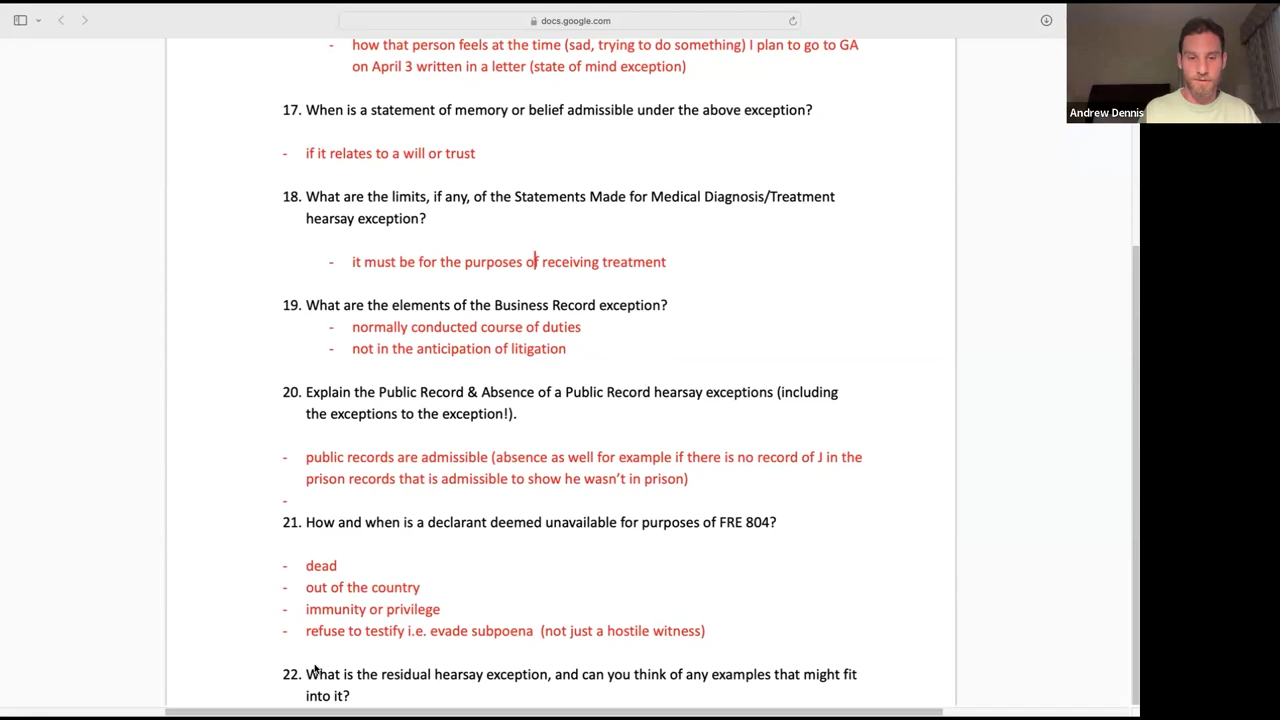 docs.google.com
- how that person feels at the time (sad, trying to do something) I plan to go to GA
on April 3 written in a letter (state of mind exception)
Andrew Dennis
17. When is a statement of memory or belief admissible under the above exception?
- if it relates to a will or trust
18. What are the limits, if any, of the Statements Made for Medical Diagnosis/Treatment
hearsay exception?
- it must be for the purposes of receiving treatment
19. What are the elements of the Business Record exception?
- normally conducted course of duties
- not in the anticipation of litigation
20. Explain the Public Record & Absence of a Public Record hearsay exceptions (including
the exceptions to the exception!).
- public records are admissible (absence as well for example if there is no record of J in the
prison records that is admissible to show he wasn’t in prison)
-
21. How and when is a declarant deemed unavailable for purposes of FRE 804?
- dead
- out of the country
- immunity or privilege
- refuse to testify i.e. evade subpoena (not just a hostile witness)
22. What is the residual hearsay exception, and can you think of any examples that might fit
into it?